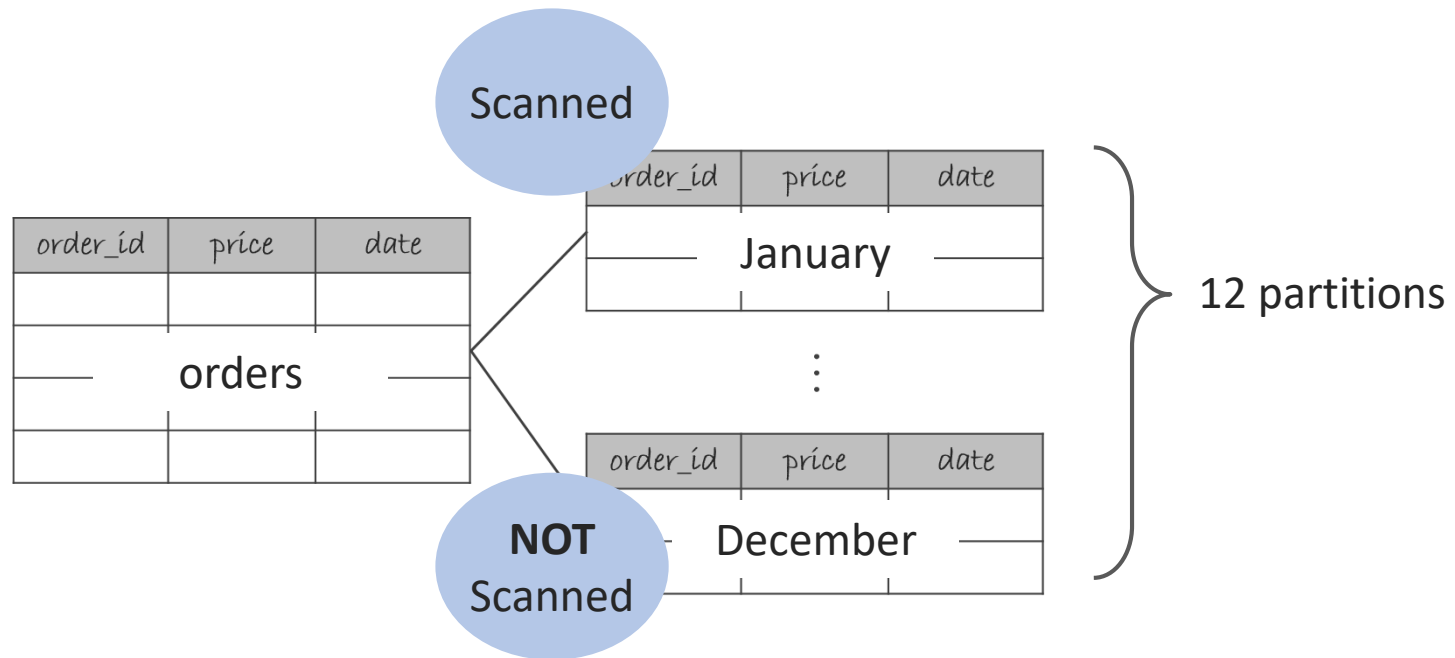 Scanned
order_id price date
January
order_id price date
orders
12 partitions
⋮
order_id price date
December
NOT
Scanned